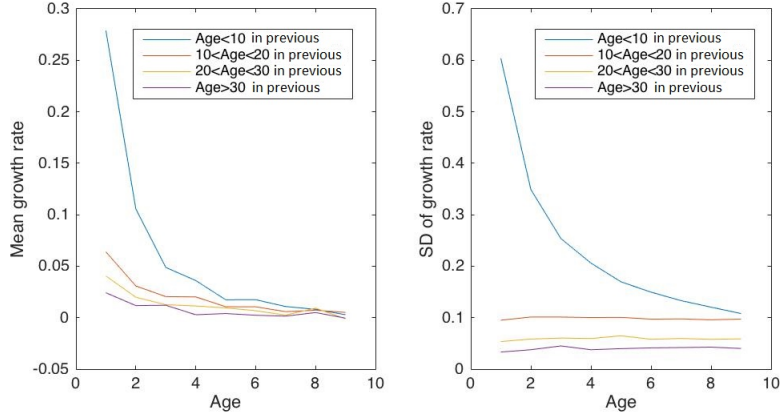 0.3
0.25
0.2
0.15
0.1
0.05
0
-0.05
Mean growth rate
0 2 4 6 8 10
Age
Age<10 in previous
10<Age<20 in previous
20<Age<30 in previous
Age>30 in previous
0.7
0.6
0.5
0.4
0.3
0.2
0.1
0
SD of growth rate
0 2 4 6 8 10
Age
Age<10 in previous
10<Age<20 in previous
20<Age<30 in previous
Age>30 in previous